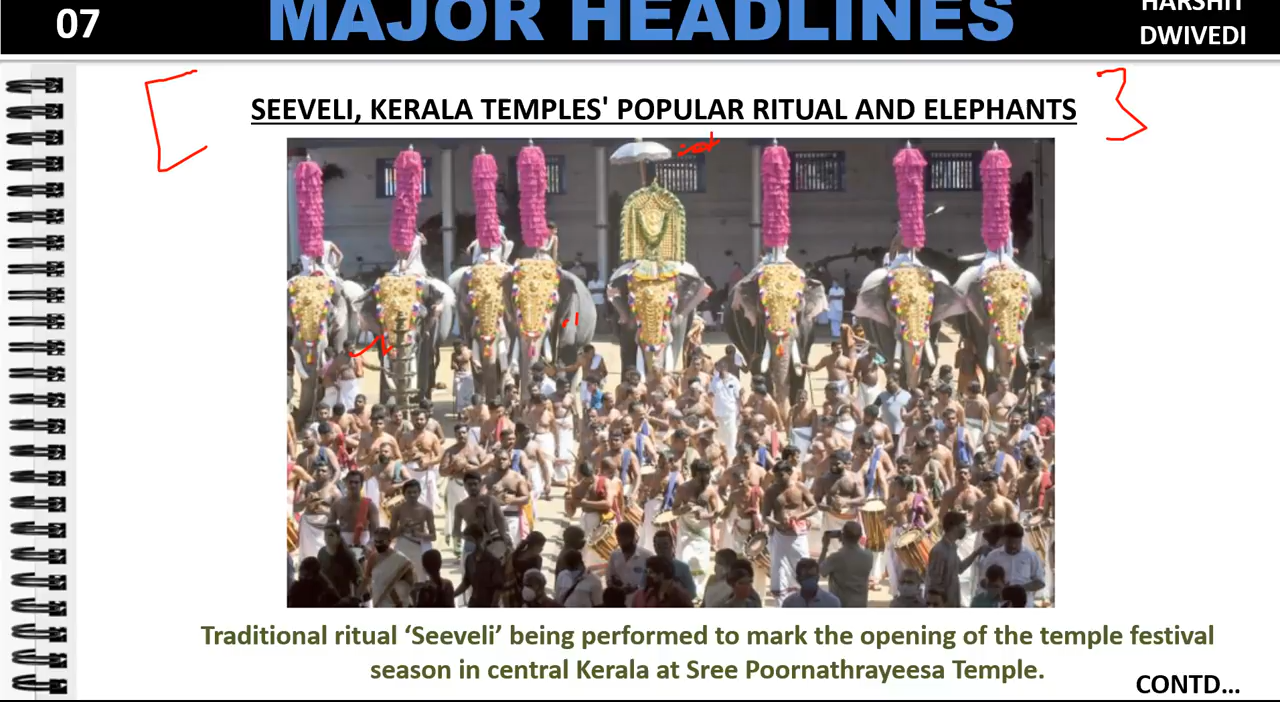 07
MAJOR HEADLINES
HARSHIT
DWIVEDI
SEEVELI, KERALA TEMPLES' POPULAR RITUAL AND ELEPHANTS
Traditional ritual ‘Seeveli’ being performed to mark the opening of the temple festival
season in central Kerala at Sree Poornathrayeesa Temple.
CONTD...